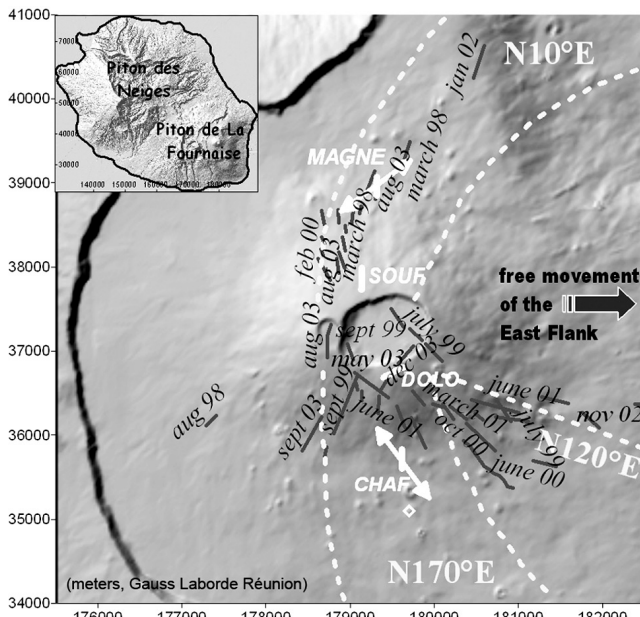 41000
40000
39000
38000
37000
36000
35000
34000
70000
60000
50000
40000
30000
140000 150000 160000 170000 180000
Piton des
Neiges
Piton de La
Fournaise
N10°E
jan 02
MAGNE
aug 03
march 98
feb 00
aug 03
march 98
SOUF
free movement
of the
East Flank
aug 03
sept 99
july 99
may 03
dec 03
DOLO
june 01
nov 02
aug 98
sept 03
sept 99
june 01
march 01
oct 00
july 99
june 00
N120°E
CHAF
N170°E
(meters, Gauss Laborde Réunion)
176000 177000 178000 179000 180000 181000 182000